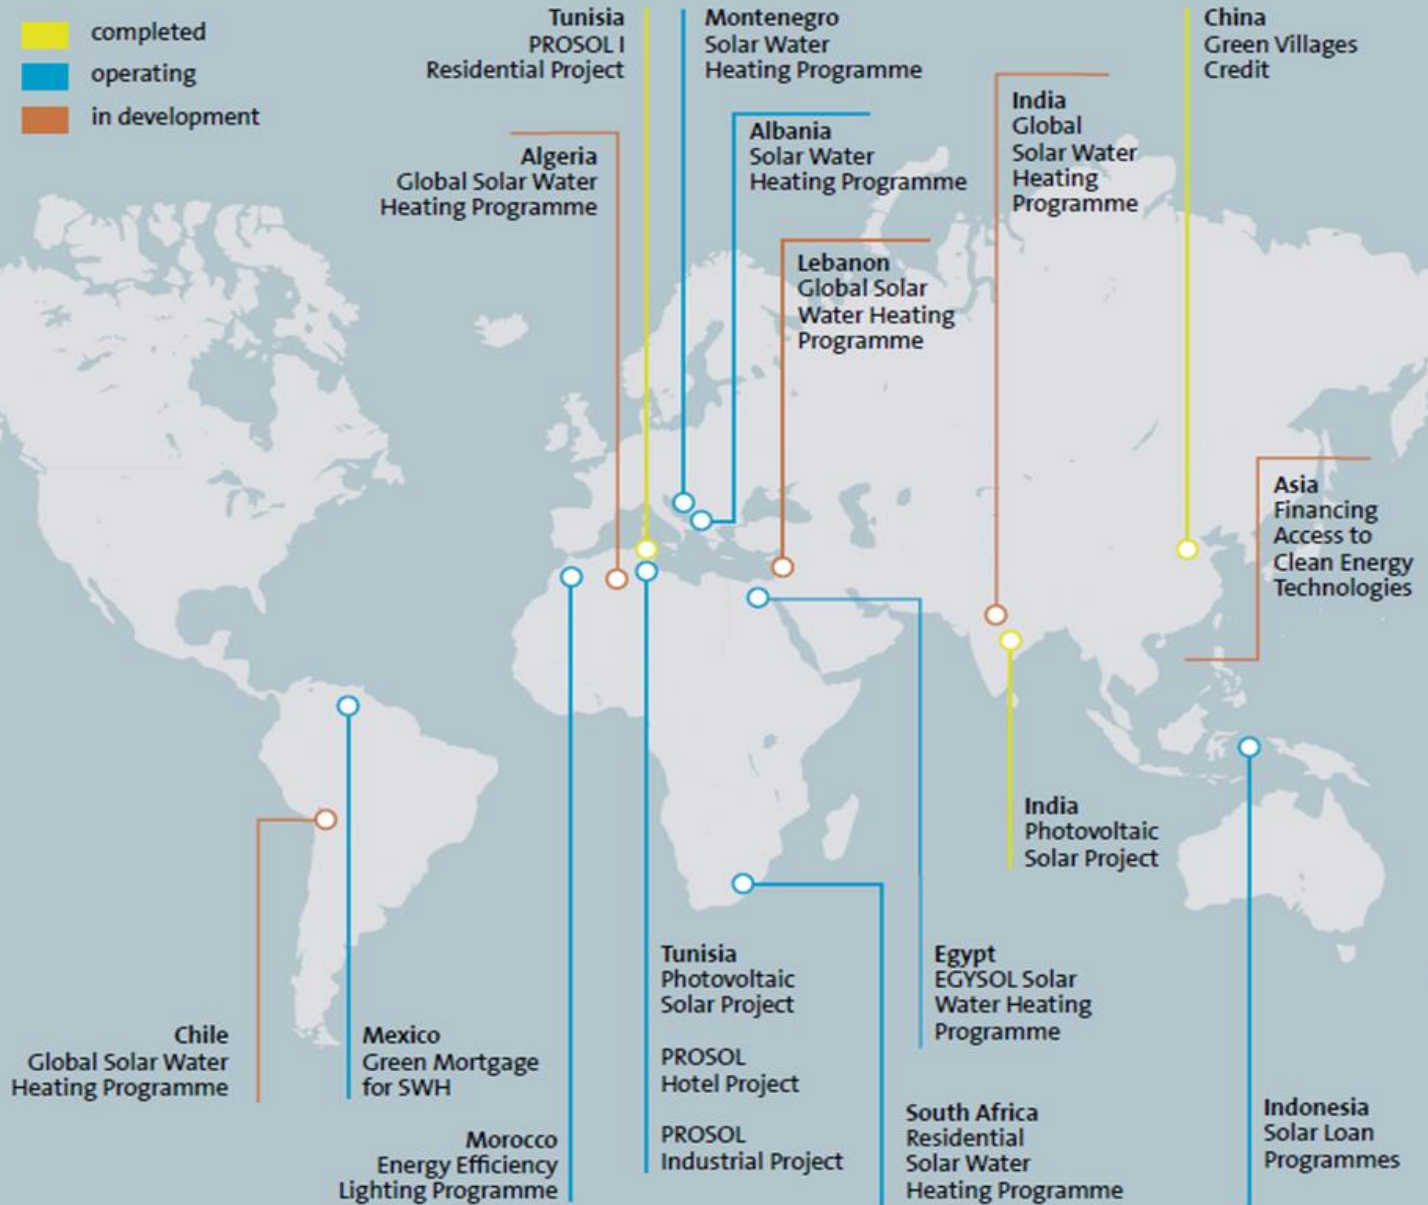 completed
operating
in development
Tunisia
PROSOL I
Residential Project
Montenegro
Solar Water
Heating Programme
China
Green Villages
Credit
India
Global
Solar Water
Heating
Programme
Albania
Solar Water
Heating Programme
Algeria
Global Solar Water
Heating Programme
Lebanon
Global Solar
Water Heating
Programme
Asia
Financing
Access to
Clean Energy
Technologies
India
Photovoltaic
Solar Project
Tunisia
Photovoltaic
Solar Project
PROSOL
Hotel Project
PROSOL
Industrial Project
Egypt
EGYSOL Solar
Water Heating
Programme
Chile
Global Solar Water
Heating Programme
Mexico
Green Mortgage
for SWH
Morocco
Energy Efficiency
Lighting Programme
South Africa
Residential
Solar Water
Heating Programme
Indonesia
Solar Loan
Programmes